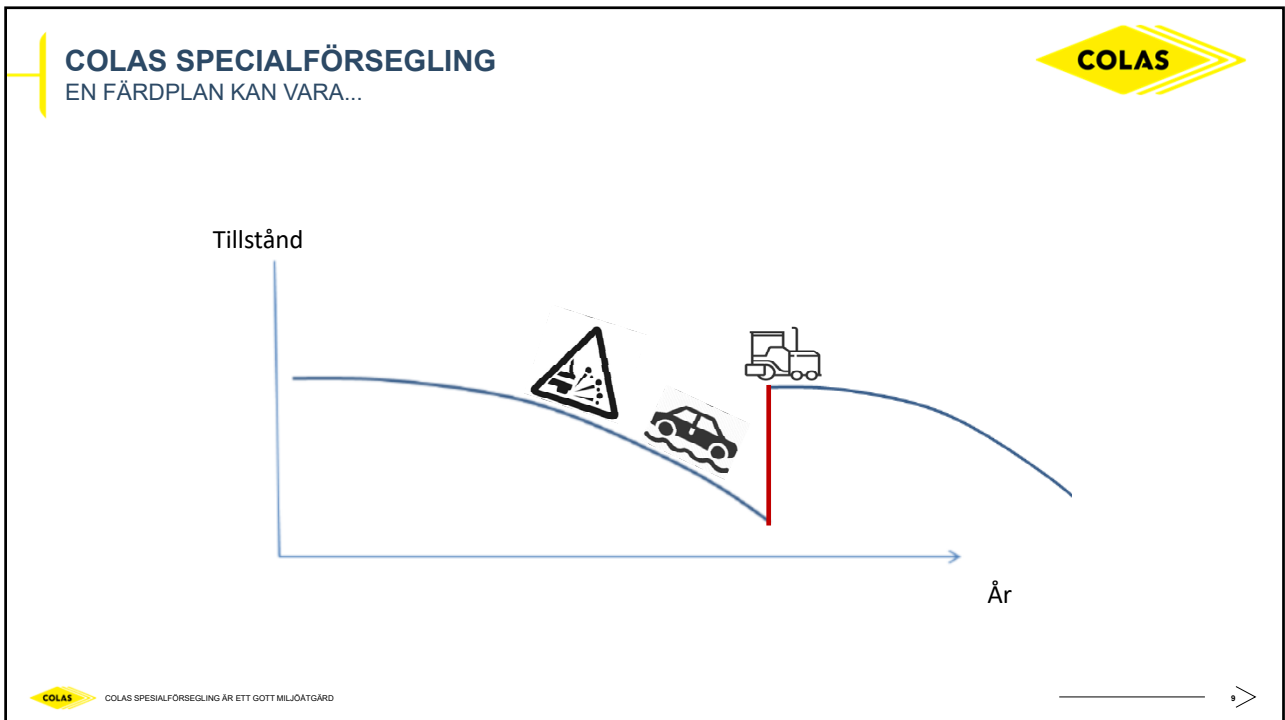 COLAS SPECIALFÖRSEGLING
EN FÄRDPLAN KAN VARA...
COLAS
Tillstånd
År
COLAS
COLAS SPESIALFÖRSEGLING ÄR ETT GOTT MILJÖÅTGÄRD
9